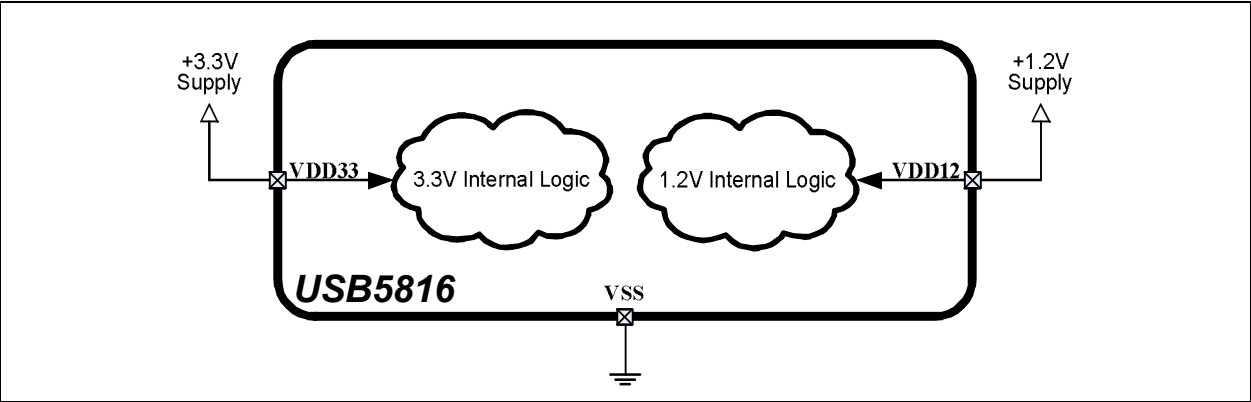 +3.3V
Supply
+1.2V
Supply
VDD33
3.3V Internal Logic
1.2V Internal Logic
VDD12
USB5816
VSS